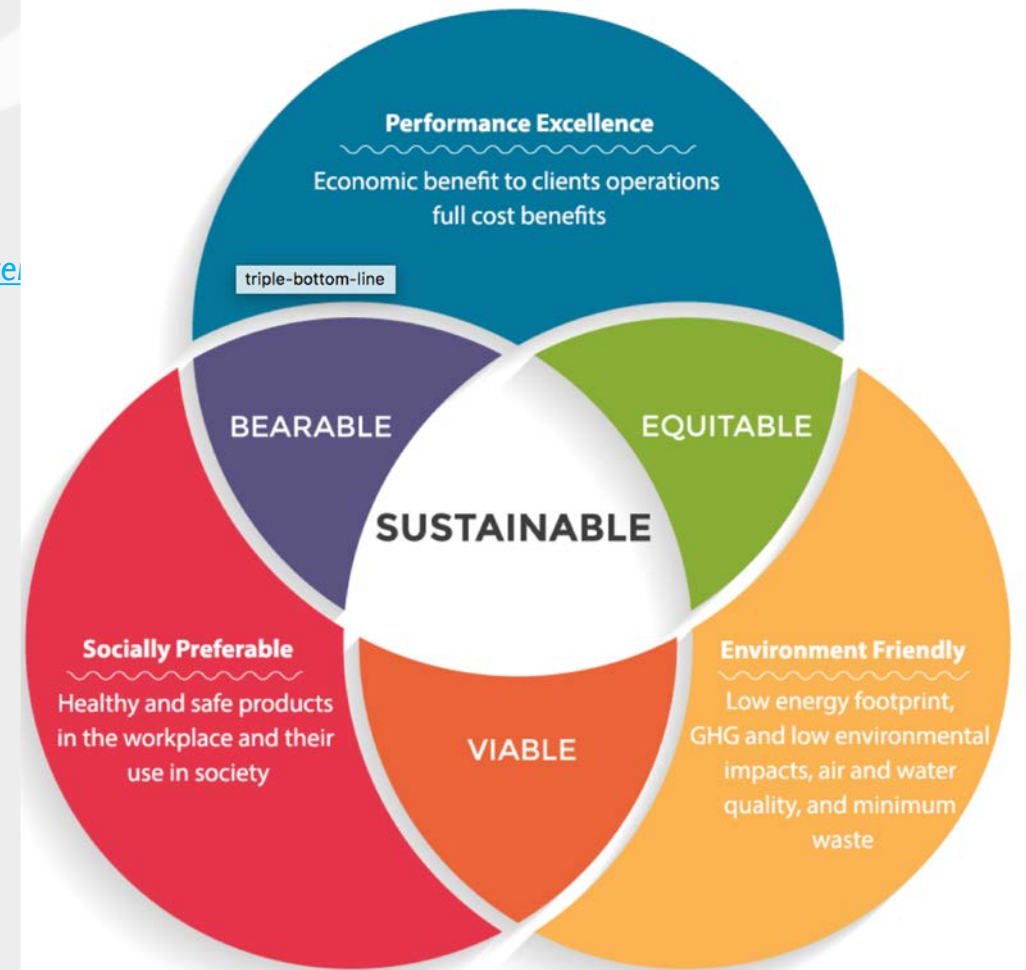 Performance Excellence
Economic benefit to clients operations
full cost benefits
triple-bottom-line
BEARABLE
EQUITABLE
SUSTAINABLE
Socially Preferable
Healthy and safe products
in the workplace and their
use in society
VIABLE
Environment Friendly
Low energy footprint,
GHG and low environmental
impacts, air and water
quality, and minimum
waste